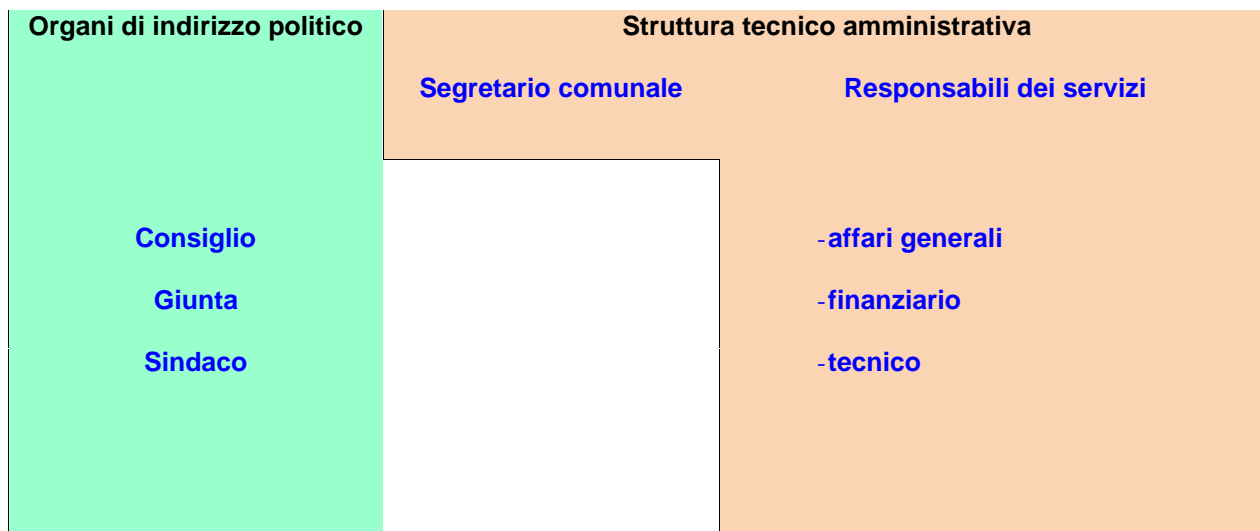 Organi di indirizzo politico
Struttura tecnico amministrativa
Segretario comunale
Responsabili dei servizi
Consiglio
Giunta
Sindaco
-affari generali
-finanziario
-tecnico